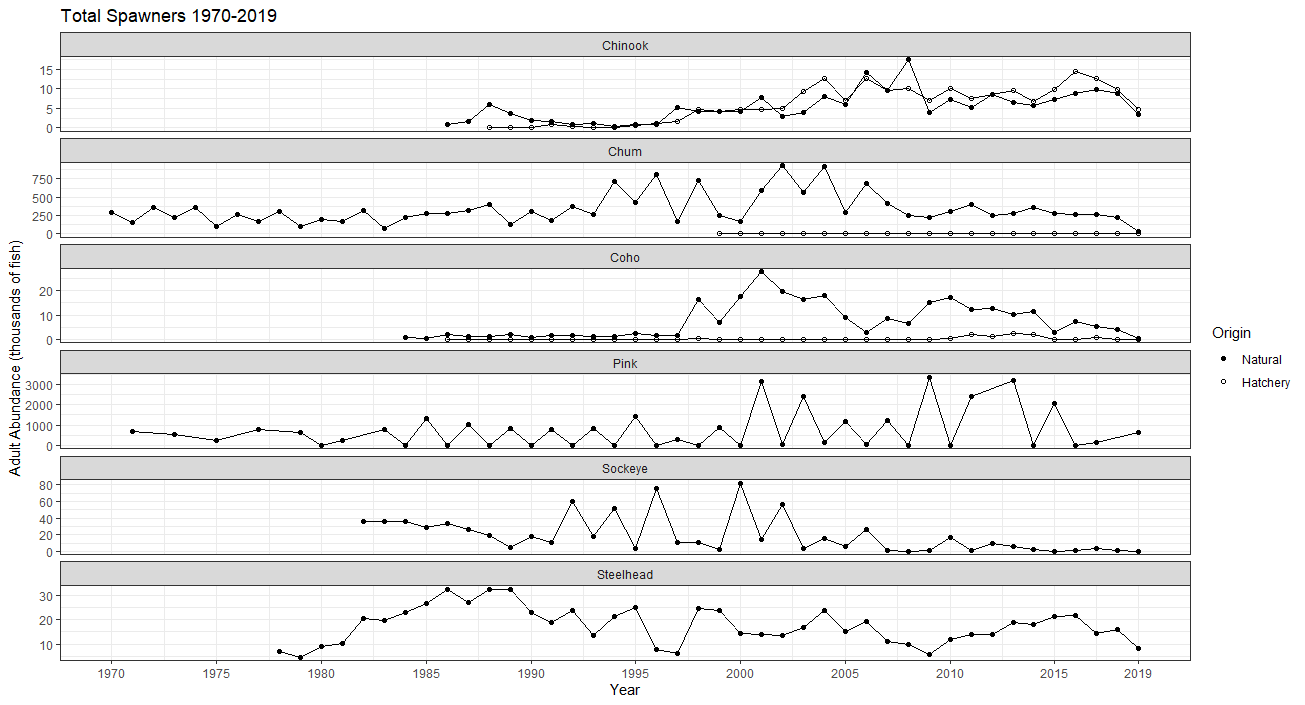 Total Spawners 1970-2019
Chinook
15
10
5
0
Chum
750
500
250
0
Coho
20
10
0
Pink
3000
2000
1000
0
Sockeye
80
60
40
20
0
Steelhead
30
20
10
1970 1975 1980 1985 1990 1995 2000 2005 2010 2015 2019
Year
Adult Abundance (thousands of fish)
Origin
Natural
Hatchery